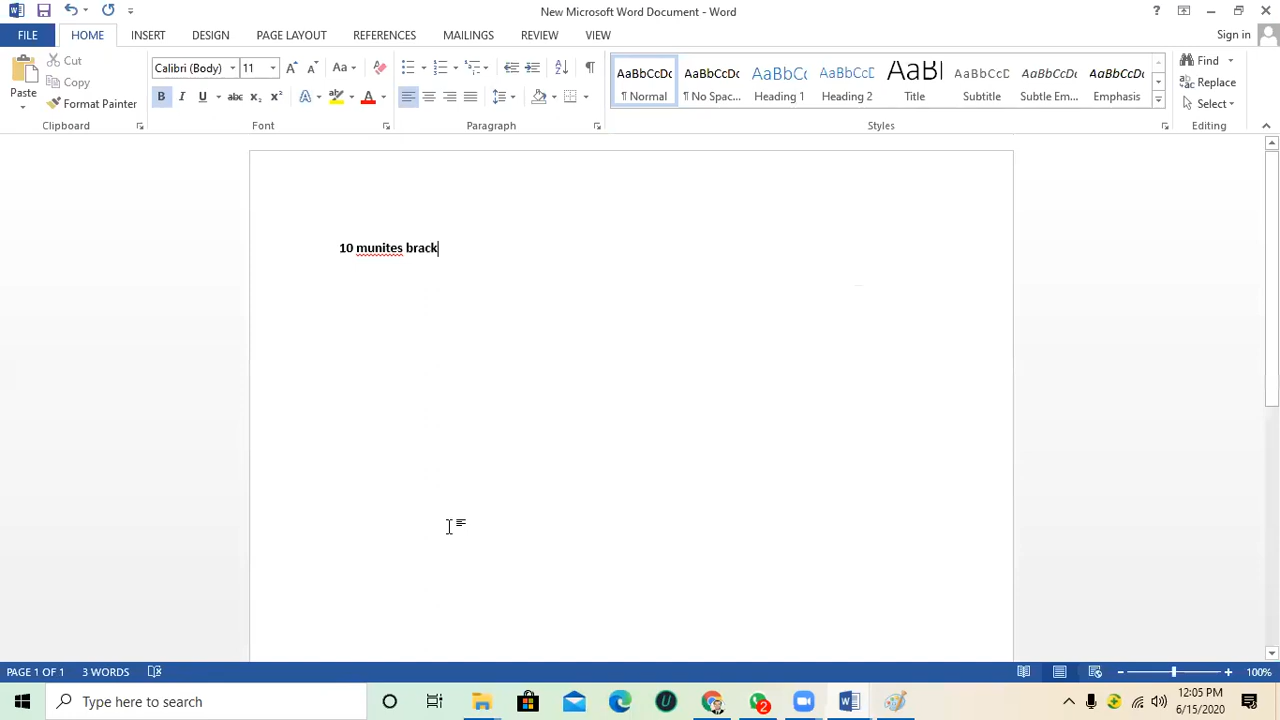 New Microsoft Word Document - Word
?
FILE HOME INSERT DESIGN PAGE LAYOUT REFERENCES MAILINGS REVIEW VIEW Sign in
Paste
Cut
Copy
Format Painter
Clipboard
Calibri (Body) 11
Font
Paragraph
AaBbCcDc AaBbCcDc AaBbCc AaBbCcD AaBl AaBbCcD AaBbCcDc AaBbCcDc
¶ Normal ¶ No Spac... Heading 1 Heading 2 Title Subtitle Subtle Em... Emphasis
Styles
Find
Replace
Select
Editing
10 munites brack
PAGE 1 OF 1 3 WORDS 100%
Type here to search
2
12:05 PM
6/15/2020